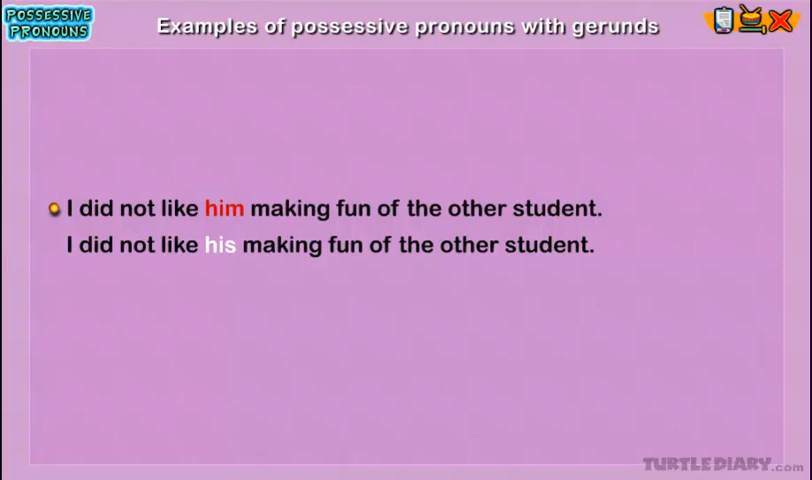 POSSESSIVE
PRONOUNS
Examples of possessive pronouns with gerunds
I did not like him making fun of the other student.
I did not like his making fun of the other student.
TURTLEDIARY.com